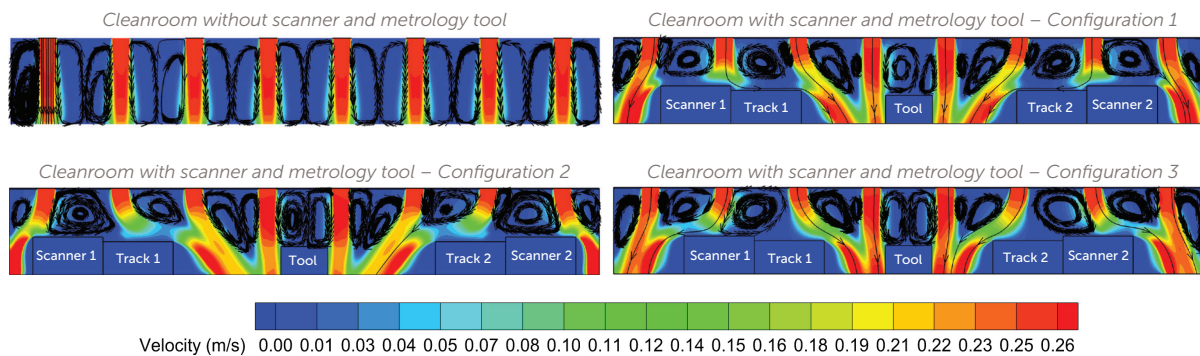 Cleanroom without scanner and metrology tool
Cleanroom with scanner and metrology tool – Configuration 1
Scanner 1
Track 1
Tool
Track 2
Scanner 2
Cleanroom with scanner and metrology tool – Configuration 2
Cleanroom with scanner and metrology tool – Configuration 3
Scanner 1
Track 1
Tool
Track 2
Scanner 2
Scanner 1
Track 1
Tool
Track 2
Scanner 2
Velocity (m/s) 0.00 0.01 0.03 0.04 0.05 0.07 0.08 0.10 0.11 0.12 0.14 0.15 0.16 0.18 0.19 0.21 0.22 0.23 0.25 0.26